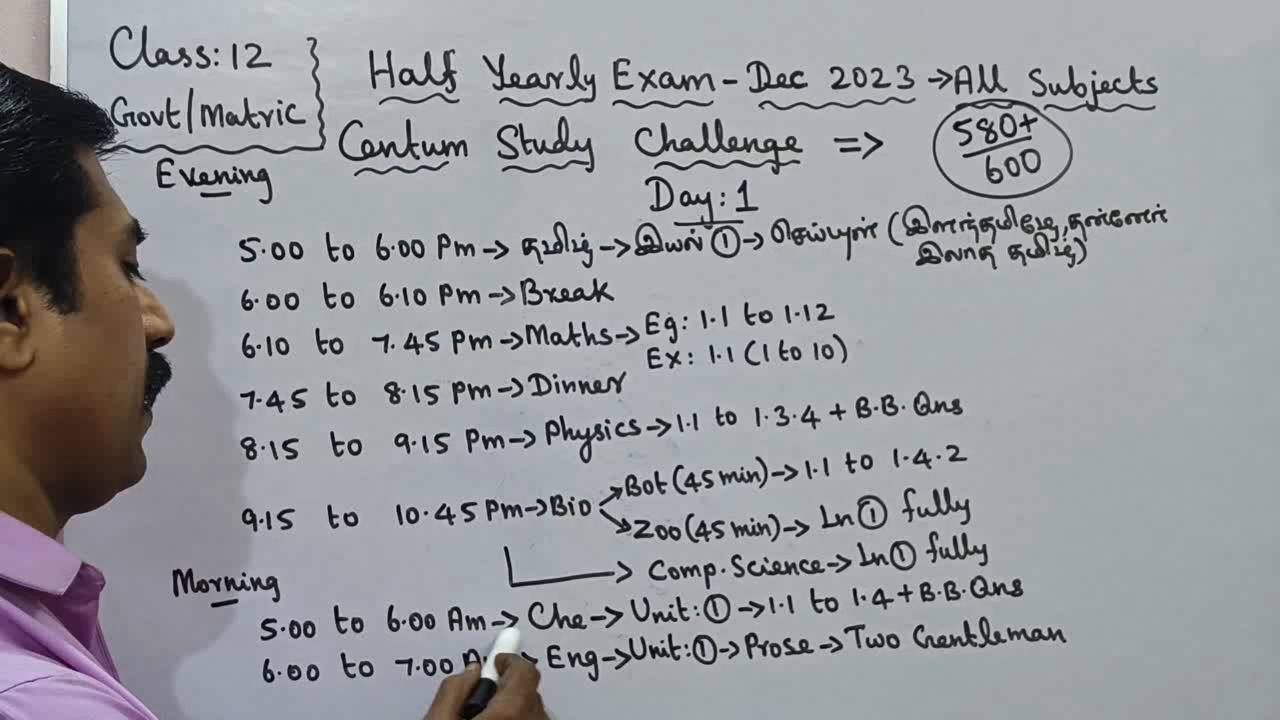 Class:12
Govt/Matric
Half Yearly Exam - Dec 2023 → All Subjects
Centum Study Challenge => 580+/600
Evening
Day: 1
5.00 to 6.00 Pm → தமிழ் → இயல் ① → செய்யுள் (இளந்தமிழே, தன்னேர்
இலாத தமிழ்)
6.00 to 6.10 Pm → Break
6.10 to 7.45 Pm → Maths → Eg: 1.1 to 1.12
Ex: 1.1 (1 to 10)
7.45 to 8.15 Pm → Dinner
8.15 to 9.15 Pm → Physics → 1.1 to 1.3.4 + B.B. Qns
9.15 to 10.45 Pm → Bio → Bot (45 min) → 1.1 to 1.4.2
→ Zoo (45 min) → Ln ① fully
→ Comp. Science → Ln ① fully
Morning
5.00 to 6.00 Am → Che → Unit: ① → 1.1 to 1.4 + B.B. Qns
6.00 to 7.00 → Eng → Unit: ① → Prose → Two Gentleman